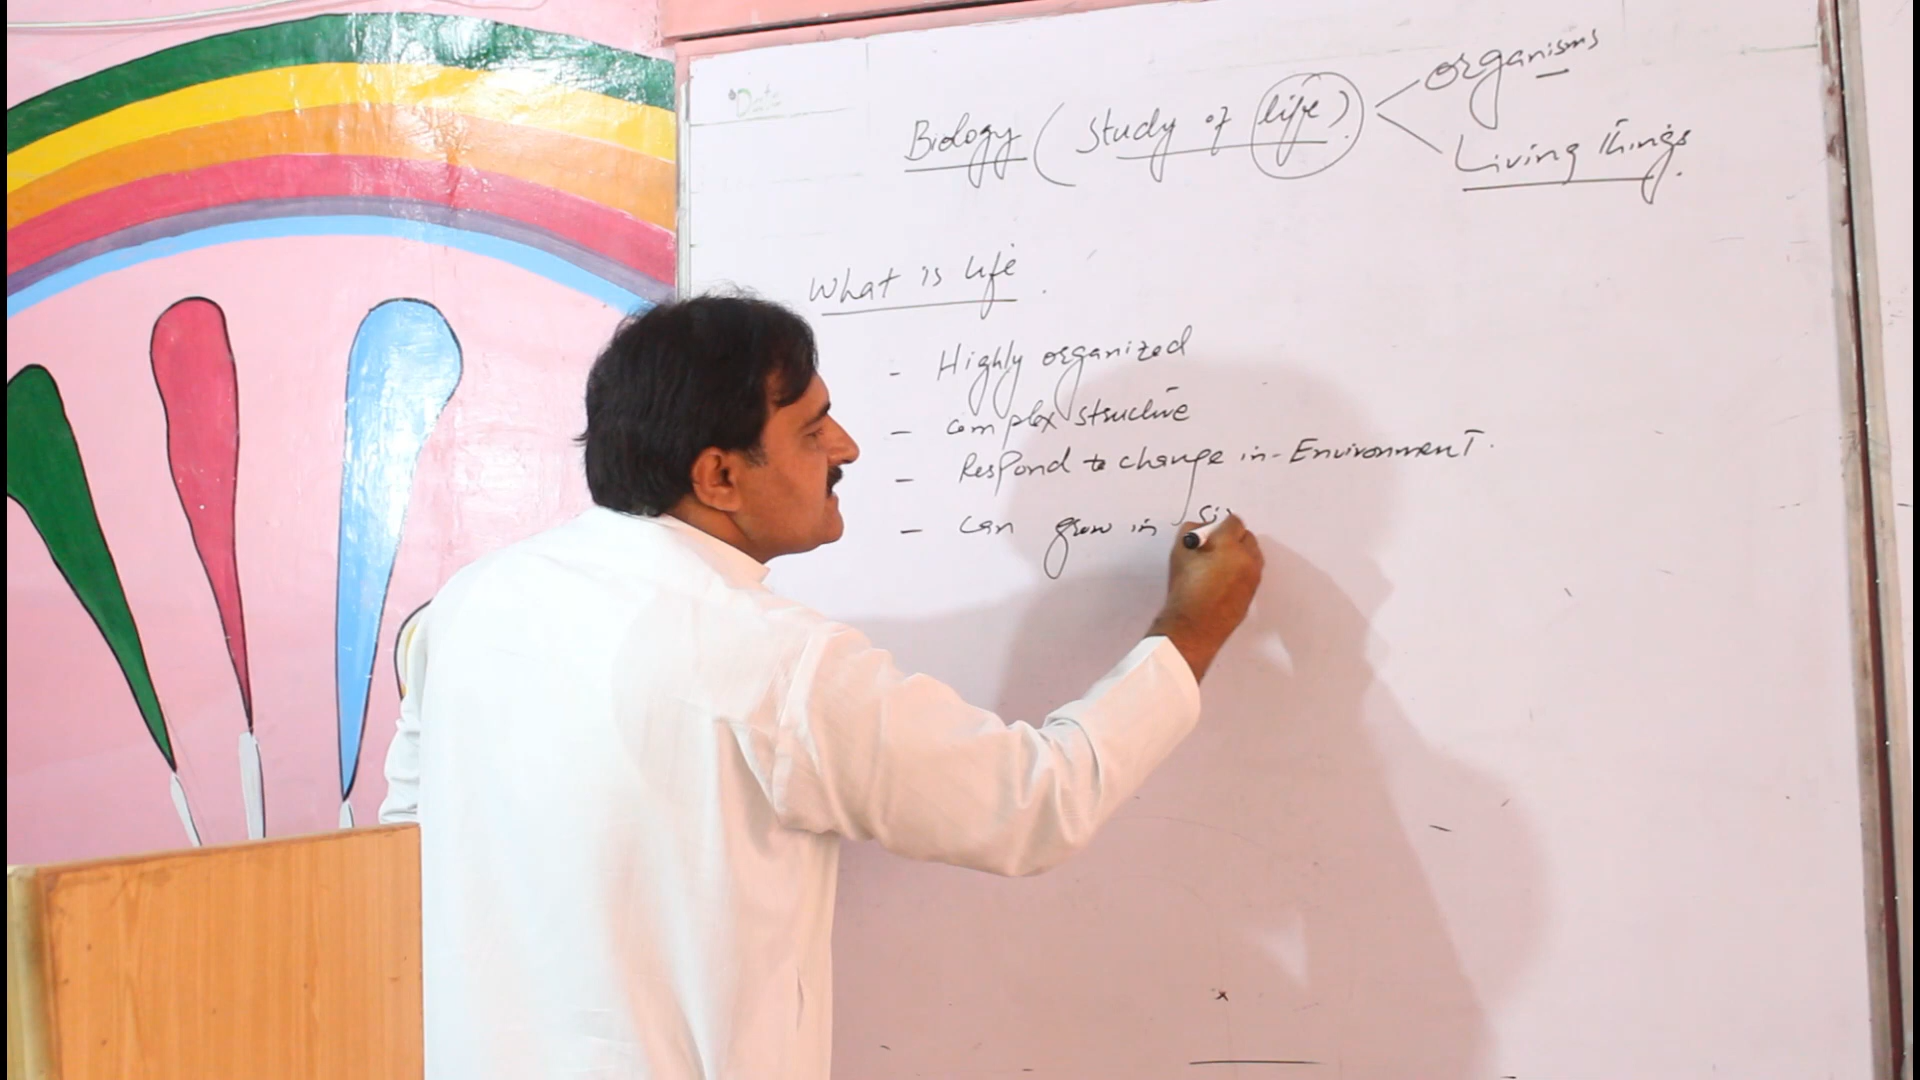 Date
Biology ( Study of life )
organisms
Living Things.
What is life.
- Highly organized
- complex structure
- Respond to change in Environment.
- can grow in